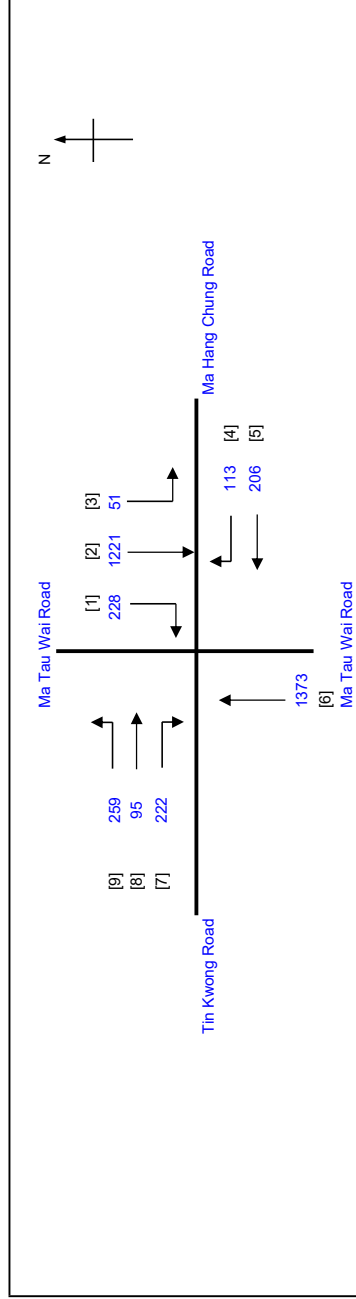 N
Ma Tau Wai Road
[1] [2] [3]
228 1221 51
[9] 259
[8] 95
[7] 222
Tin Kwong Road
Ma Hang Chung Road
113 [4]
206 [5]
1373
[6]
Ma Tau Wai Road